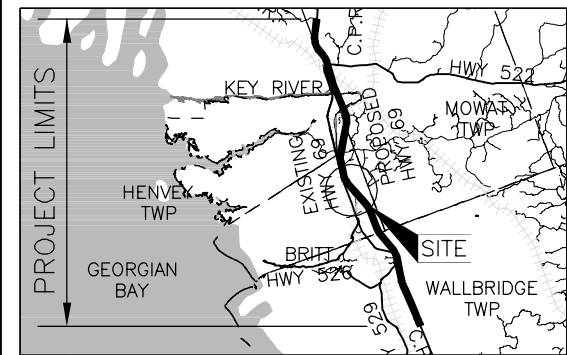 PROJECT LIMITS
C.P.R.
HWY 522
KEY RIVER
MOWAT
TWP
EXISTING
HWY 69
PROPOSED
HWY 69
HENVEY
TWP
SITE
BRITT
HWY 526
GEORGIAN
BAY
WALLBRIDGE
TWP
529